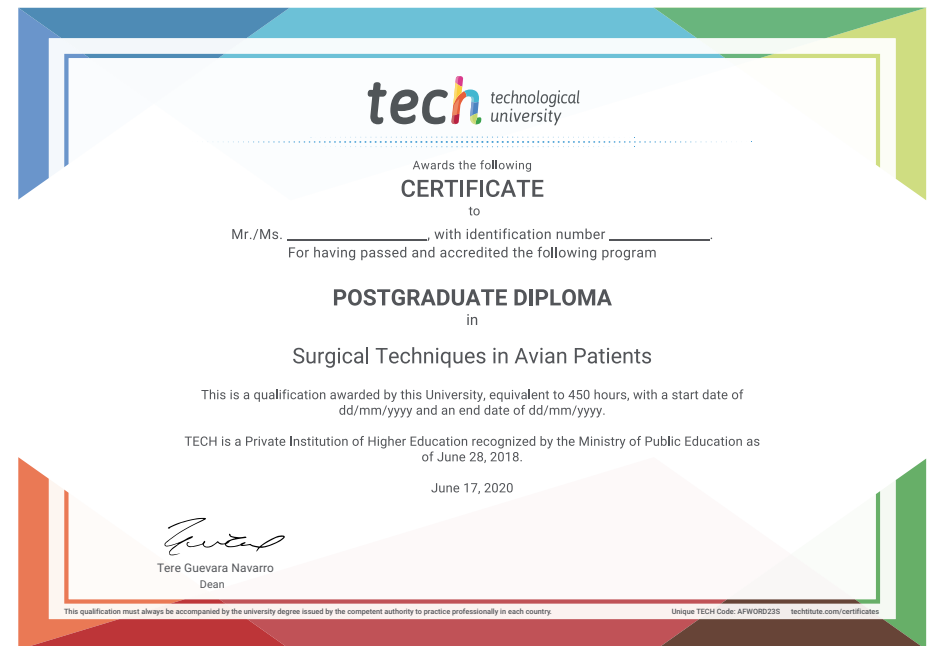 tech technological
university
Awards the following
CERTIFICATE
to
Mr./Ms. ____________________, with identification number ______________.
For having passed and accredited the following program
POSTGRADUATE DIPLOMA
in
Surgical Techniques in Avian Patients
This is a qualification awarded by this University, equivalent to 450 hours, with a start date of
dd/mm/yyyy and an end date of dd/mm/yyyy.
TECH is a Private Institution of Higher Education recognized by the Ministry of Public Education as
of June 28, 2018.
June 17, 2020
Tere Guevara Navarro
Dean
This qualification must always be accompanied by the university degree issued by the competent authority to practice professionally in each country. Unique TECH Code: AFWORD23S techtitute.com/certificates